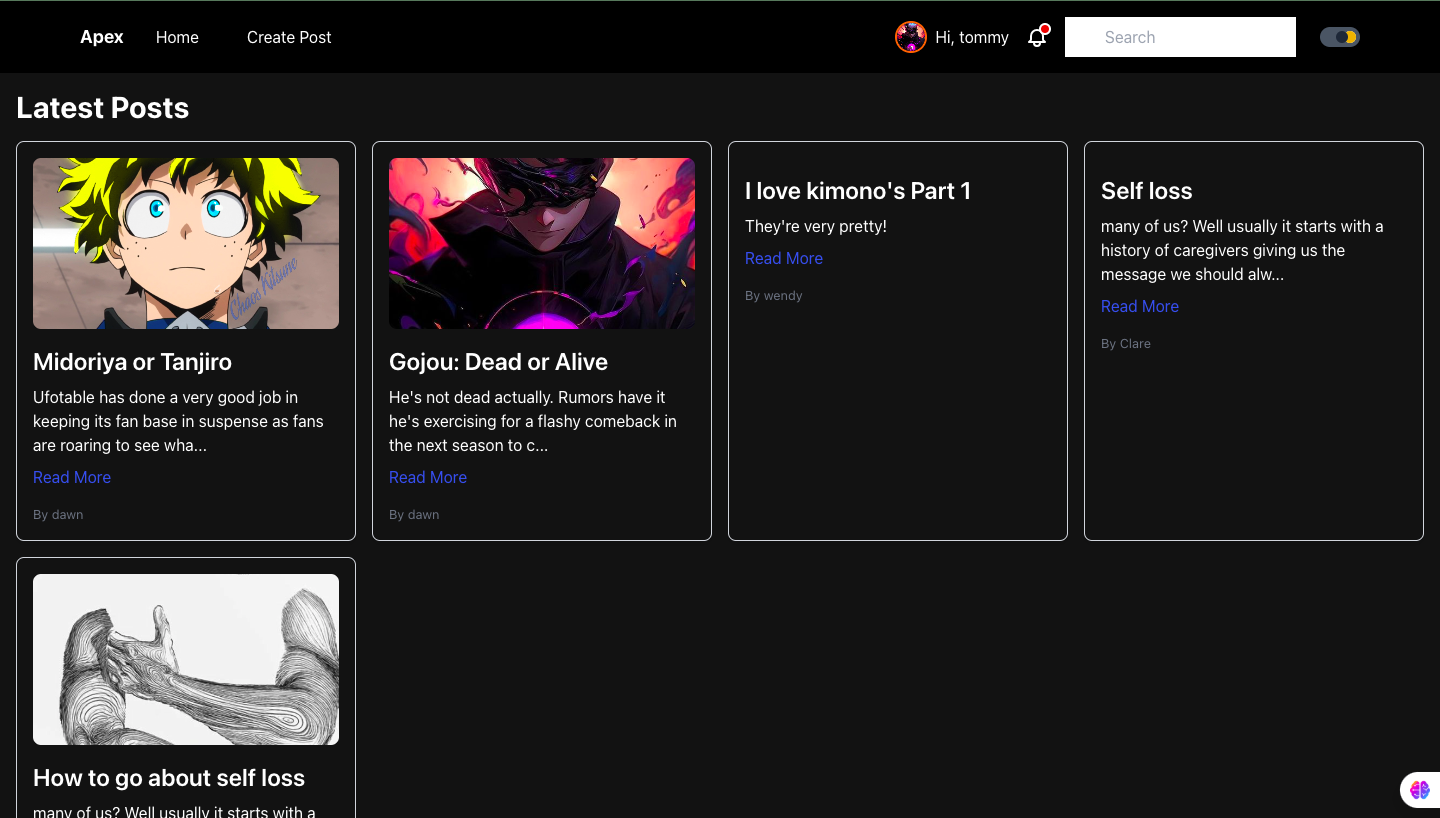 Apex
Home
Create Post
Hi, tommy
Search
Latest Posts
Chaos Kitsune
Midoriya or Tanjiro
Ufotable has done a very good job in
keeping its fan base in suspense as fans
are roaring to see wha...
Read More
By dawn
Gojou: Dead or Alive
He's not dead actually. Rumors have it
he's exercising for a flashy comeback in
the next season to c...
Read More
By dawn
I love kimono's Part 1
They're very pretty!
Read More
By wendy
Self loss
many of us? Well usually it starts with a
history of caregivers giving us the
message we should alw...
Read More
By Clare
How to go about self loss
many of us? Well usually it starts with a